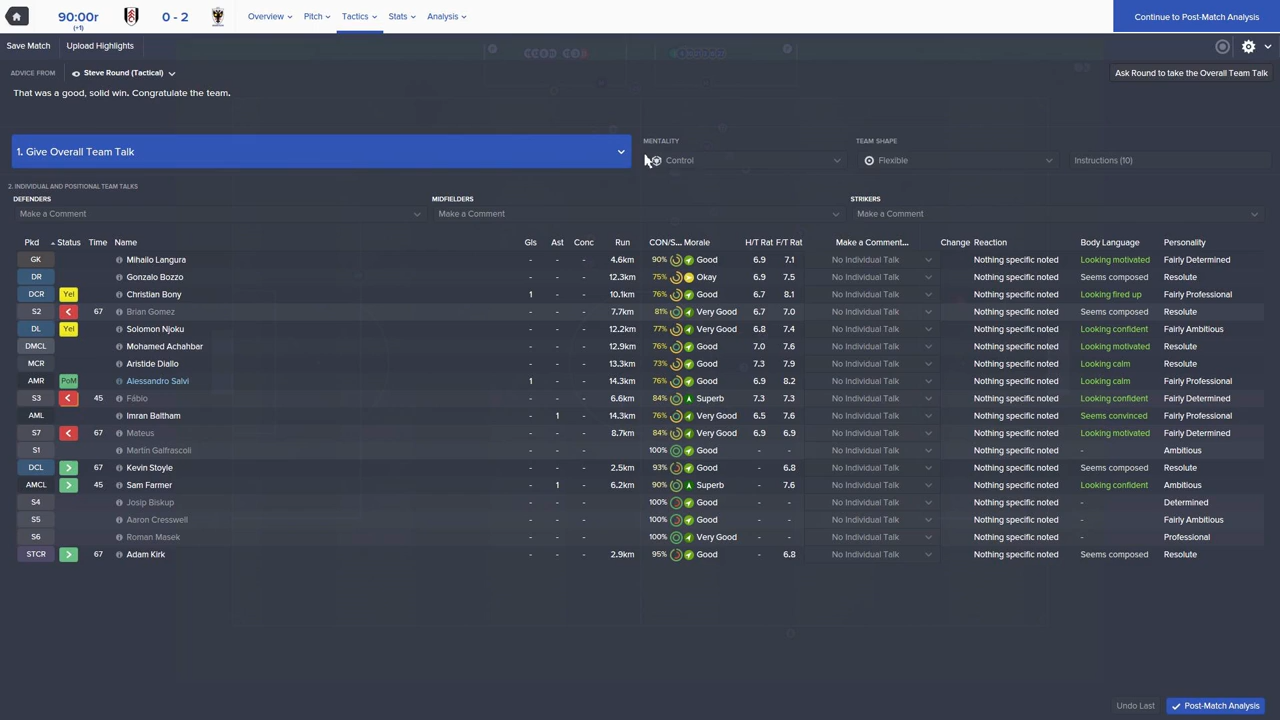 90:00r
(+1)
0 - 2
Overview
Pitch
Tactics
Stats
Analysis
Continue to Post-Match Analysis
Save Match
Upload Highlights
ADVICE FROM
Steve Round (Tactical)
Ask Round to take the Overall Team Talk
That was a good, solid win. Congratulate the team.
1. Give Overall Team Talk
MENTALITY
Control
TEAM SHAPE
Flexible
Instructions (10)
2. INDIVIDUAL AND POSITIONAL TEAM TALKS
DEFENDERS
MIDFIELDERS
STRIKERS
Make a Comment
Make a Comment
Make a Comment
Pkd Status Time Name Gls Ast Conc Run CON/S... Morale H/T Rat F/T Rat Make a Comment... Change Reaction Body Language Personality
GK Mihailo Langura - - - 4.6km 90% Good 6.9 7.1 No Individual Talk Nothing specific noted Looking motivated Fairly Determined
DR Gonzalo Bozzo - - - 12.3km 75% Okay 6.9 7.5 No Individual Talk Nothing specific noted Seems composed Resolute
DCR Yel Christian Bony 1 - - 10.1km 76% Good 6.7 8.1 No Individual Talk Nothing specific noted Looking fired up Fairly Professional
S2 67 Brian Gomez - - - 7.7km 81% Very Good 6.7 7.0 No Individual Talk Nothing specific noted Seems composed Resolute
DL Yel Solomon Njoku - - - 12.2km 77% Very Good 6.8 7.4 No Individual Talk Nothing specific noted Looking confident Fairly Ambitious
DMCL Mohamed Achahbar - - - 12.9km 76% Good 7.0 7.6 No Individual Talk Nothing specific noted Looking motivated Resolute
MCR Aristide Diallo - - - 13.3km 73% Good 7.3 7.9 No Individual Talk Nothing specific noted Looking calm Resolute
AMR PoM Alessandro Salvi 1 - - 14.3km 76% Good 6.9 8.2 No Individual Talk Nothing specific noted Looking calm Fairly Professional
S3 45 Fábio - - - 6.6km 84% Superb 7.3 7.3 No Individual Talk Nothing specific noted Looking confident Fairly Determined
AML Imran Baltham - 1 - 14.3km 76% Very Good 6.5 7.6 No Individual Talk Nothing specific noted Seems convinced Fairly Professional
S7 67 Mateus - - - 8.7km 84% Very Good 6.9 6.9 No Individual Talk Nothing specific noted Looking motivated Fairly Determined
S1 Martín Galfrascoli - - - 100% Good - - No Individual Talk Nothing specific noted - Ambitious
DCL 67 Kevin Stoyle - - - 2.5km 93% Good - 6.8 No Individual Talk Nothing specific noted Seems composed Resolute
AMCL 45 Sam Farmer - 1 - 6.2km 90% Superb - 7.6 No Individual Talk Nothing specific noted Looking confident Ambitious
S4 Josip Biskup - - - 100% Good - - No Individual Talk Nothing specific noted - Determined
S5 Aaron Cresswell - - - 100% Good - - No Individual Talk Nothing specific noted - Fairly Ambitious
S6 Roman Masek - - - 100% Very Good - - No Individual Talk Nothing specific noted - Professional
STCR 67 Adam Kirk - - - 2.9km 95% Good - 6.8 No Individual Talk Nothing specific noted Seems composed Resolute
Undo Last
Post-Match Analysis